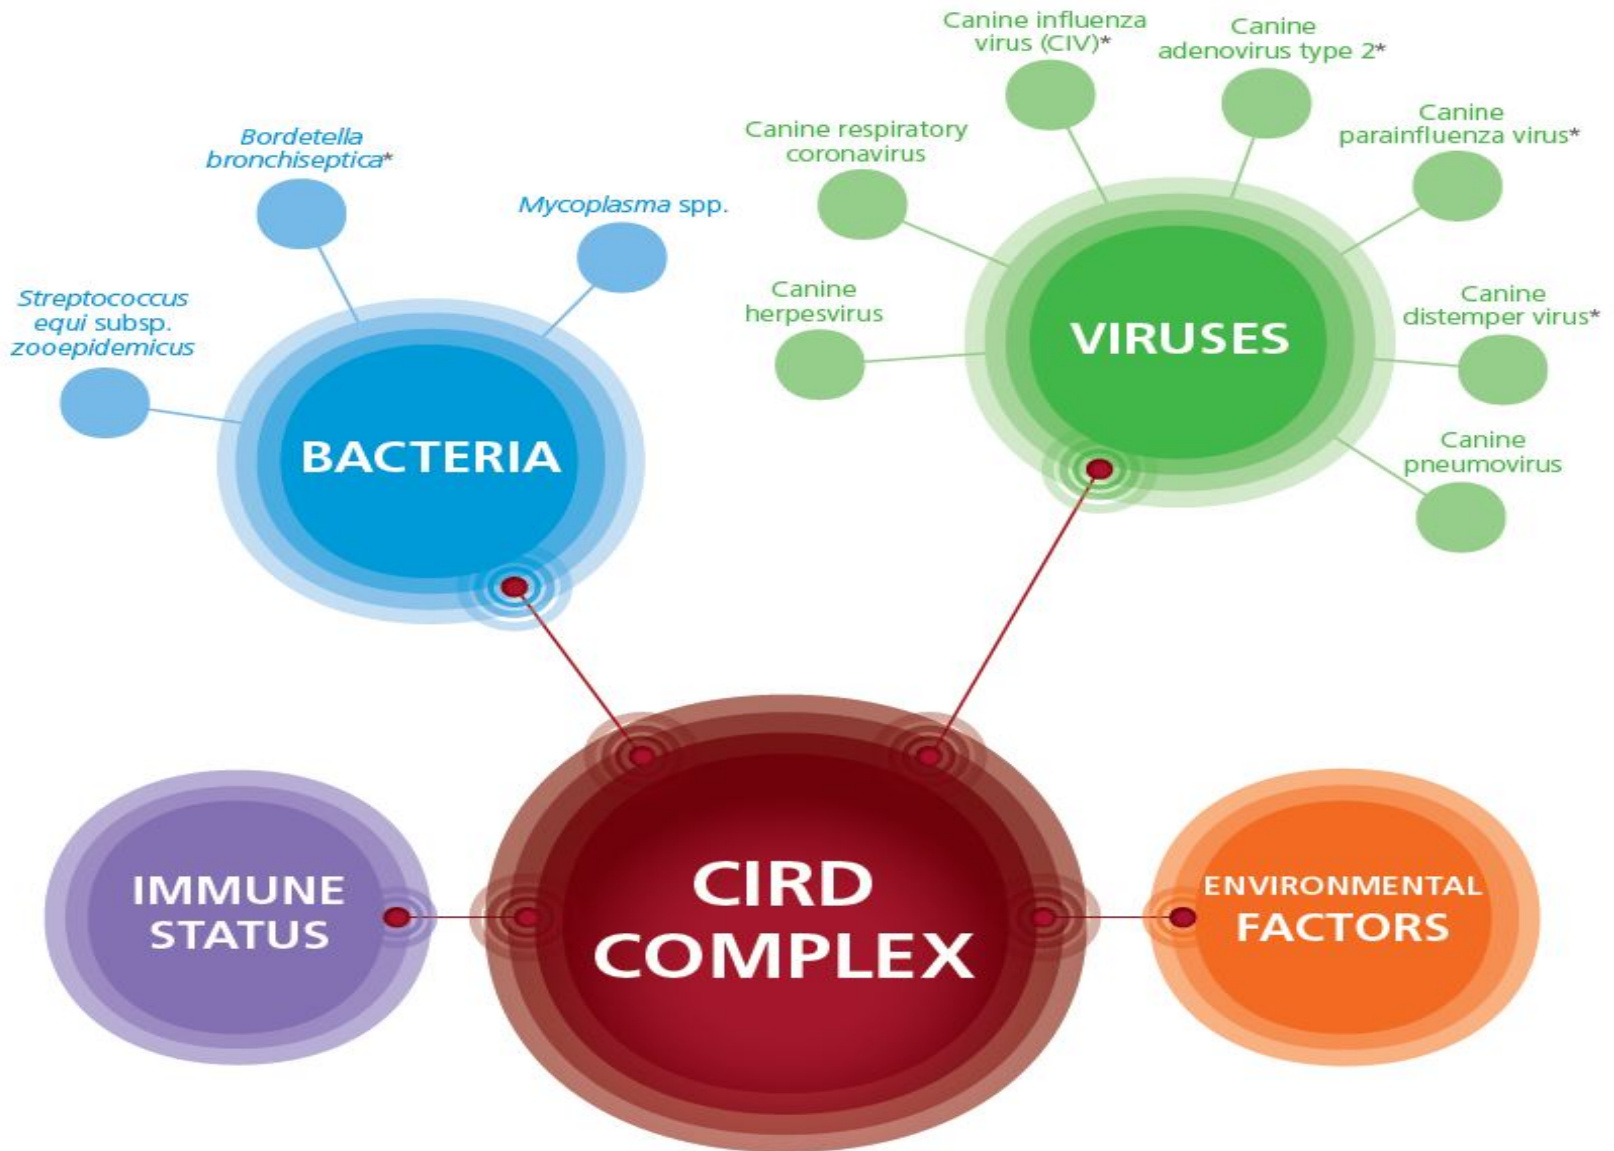 Canine influenza
virus (CIV)*
Canine
adenovirus type 2*
Canine
parainfluenza virus*
Canine respiratory
coronavirus
Bordetella
bronchiseptica*
Mycoplasma spp.
Streptococcus
equi subsp.
zooepidemicus
Canine
herpesvirus
Canine
distemper virus*
VIRUSES
Canine
pneumovirus
BACTERIA
IMMUNE
STATUS
CIRD
COMPLEX
ENVIRONMENTAL
FACTORS